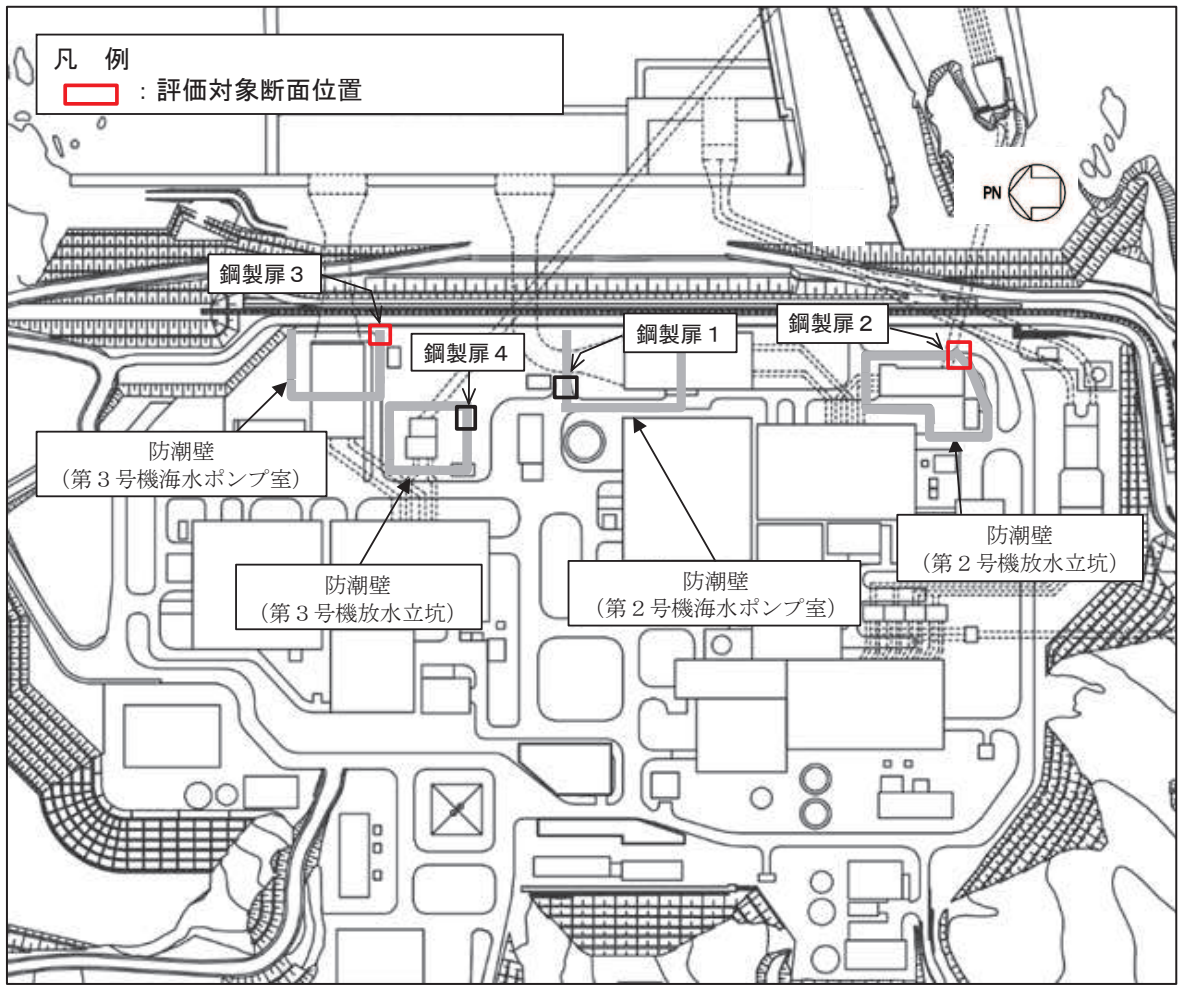 凡　例
：評価対象断面位置
PN
鋼製扉３
鋼製扉１
鋼製扉２
鋼製扉４
防潮壁
（第３号機海水ポンプ室）
防潮壁
（第３号機放水立坑）
防潮壁
（第２号機海水ポンプ室）
防潮壁
（第２号機放水立坑）